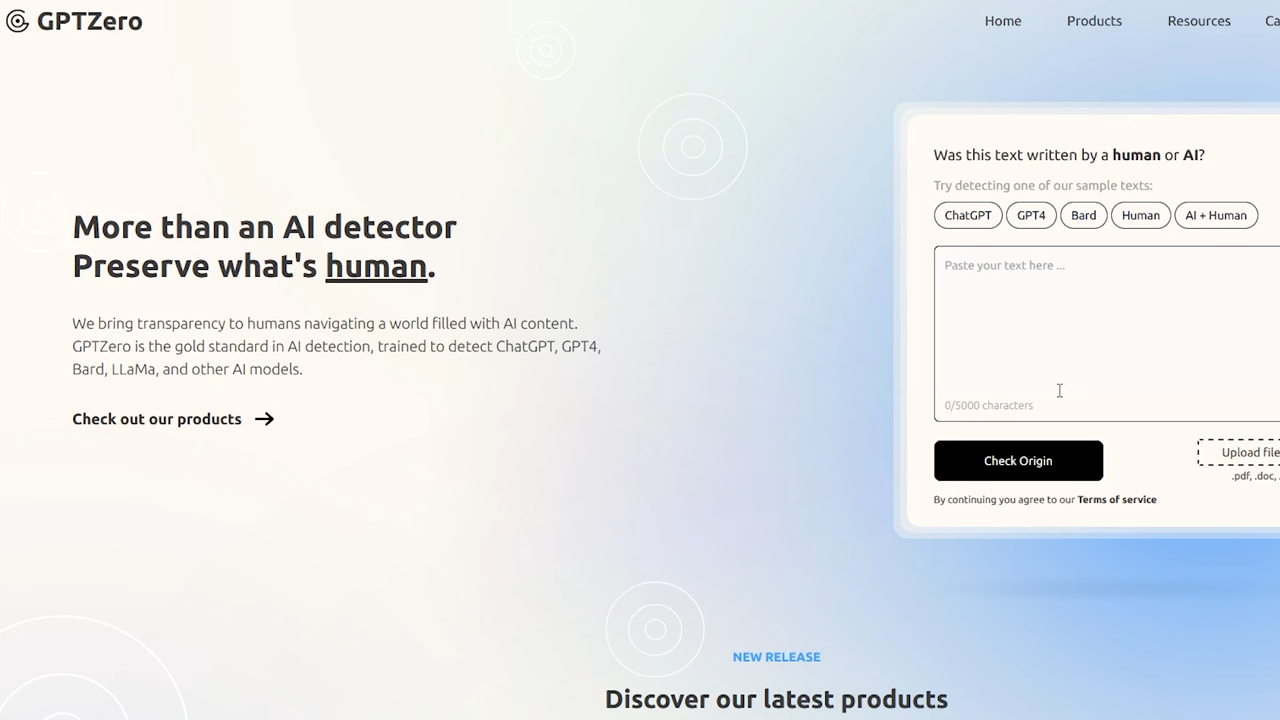 GPTZero
Home
Products
Resources
More than an AI detector
Preserve what's human.
We bring transparency to humans navigating a world filled with AI content.
GPTZero is the gold standard in AI detection, trained to detect ChatGPT, GPT4,
Bard, LLaMa, and other AI models.
Check out our products
Was this text written by a human or AI?
Try detecting one of our sample texts:
ChatGPT
GPT4
Bard
Human
AI + Human
Paste your text here ...
0/5000 characters
Check Origin
Upload file
.pdf, .doc,
By continuing you agree to our Terms of service
NEW RELEASE
Discover our latest products